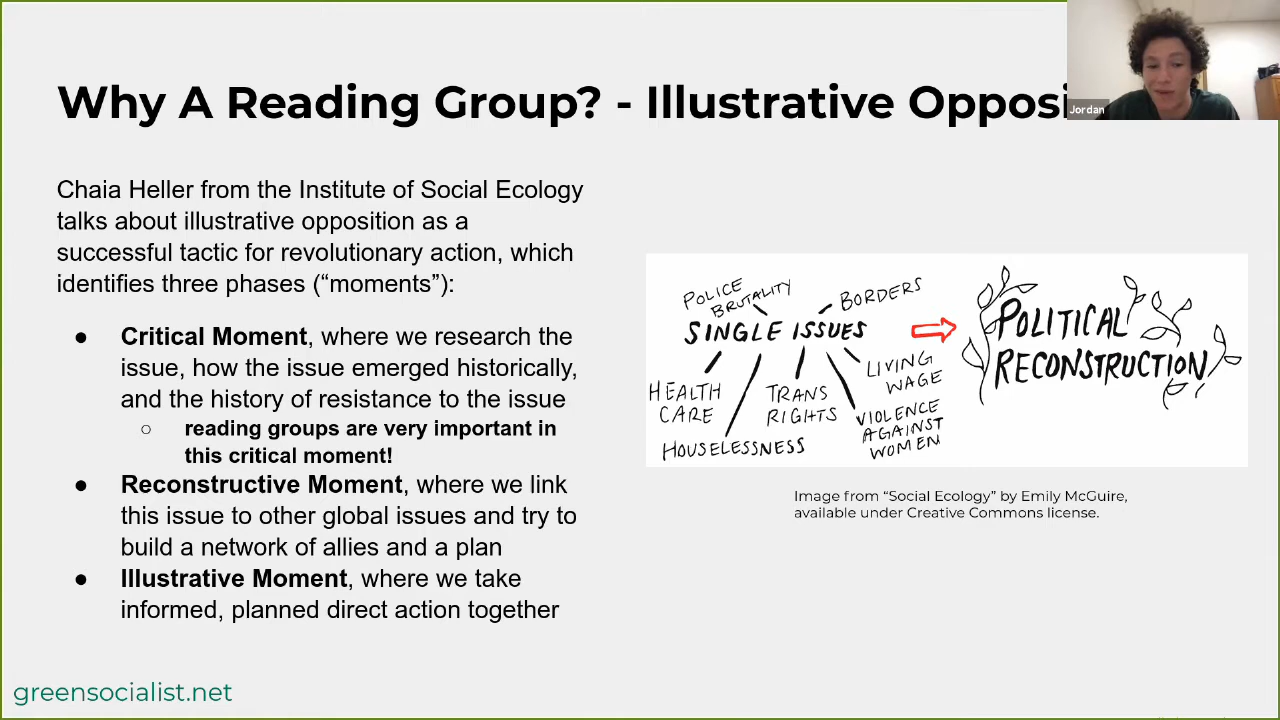 Why A Reading Group? - Illustrative Opposi
Jordan
Chaia Heller from the Institute of Social Ecology
talks about illustrative opposition as a
successful tactic for revolutionary action, which
identifies three phases (“moments”):
● Critical Moment, where we research the
issue, how the issue emerged historically,
and the history of resistance to the issue
○ reading groups are very important in
this critical moment!
● Reconstructive Moment, where we link
this issue to other global issues and try to
build a network of allies and a plan
● Illustrative Moment, where we take
informed, planned direct action together
POLICE
BRUTALITY
BORDERS
SINGLE ISSUES
HEALTH
CARE
HOUSELESSNESS
TRANS
RIGHTS
LIVING
WAGE
VIOLENCE
AGAINST
WOMEN
POLITICAL
RECONSTRUCTION
Image from “Social Ecology” by Emily McGuire,
available under Creative Commons license.
greensocialist.net